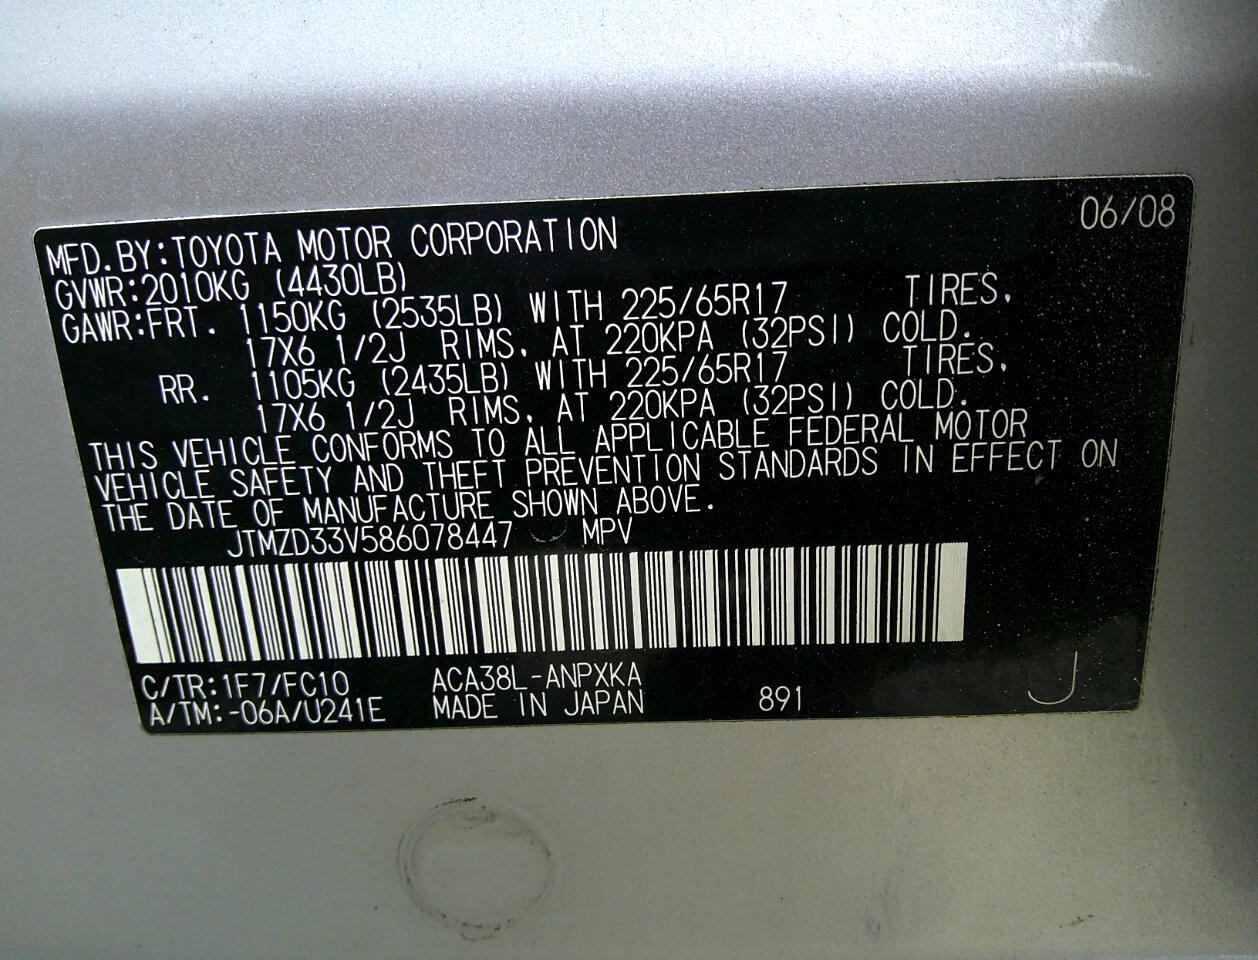 06/08
MFD.BY:TOYOTA MOTOR CORPORATION
GVWR:2010KG (4430LB)
GAWR:FRT. 1150KG (2535LB) WITH 225/65R17 TIRES,
17X6 1/2J RIMS, AT 220KPA (32PSI) COLD.
RR. 1105KG (2435LB) WITH 225/65R17 TIRES,
17X6 1/2J RIMS, AT 220KPA (32PSI) COLD.
THIS VEHICLE CONFORMS TO ALL APPLICABLE FEDERAL MOTOR
VEHICLE SAFETY AND THEFT PREVENTION STANDARDS IN EFFECT ON
THE DATE OF MANUFACTURE SHOWN ABOVE.
JTMZD33V586078447 MPV
C/TR:1F7/FC10 ACA38L-ANPXKA
A/TM:-06A/U241E MADE IN JAPAN 891 J